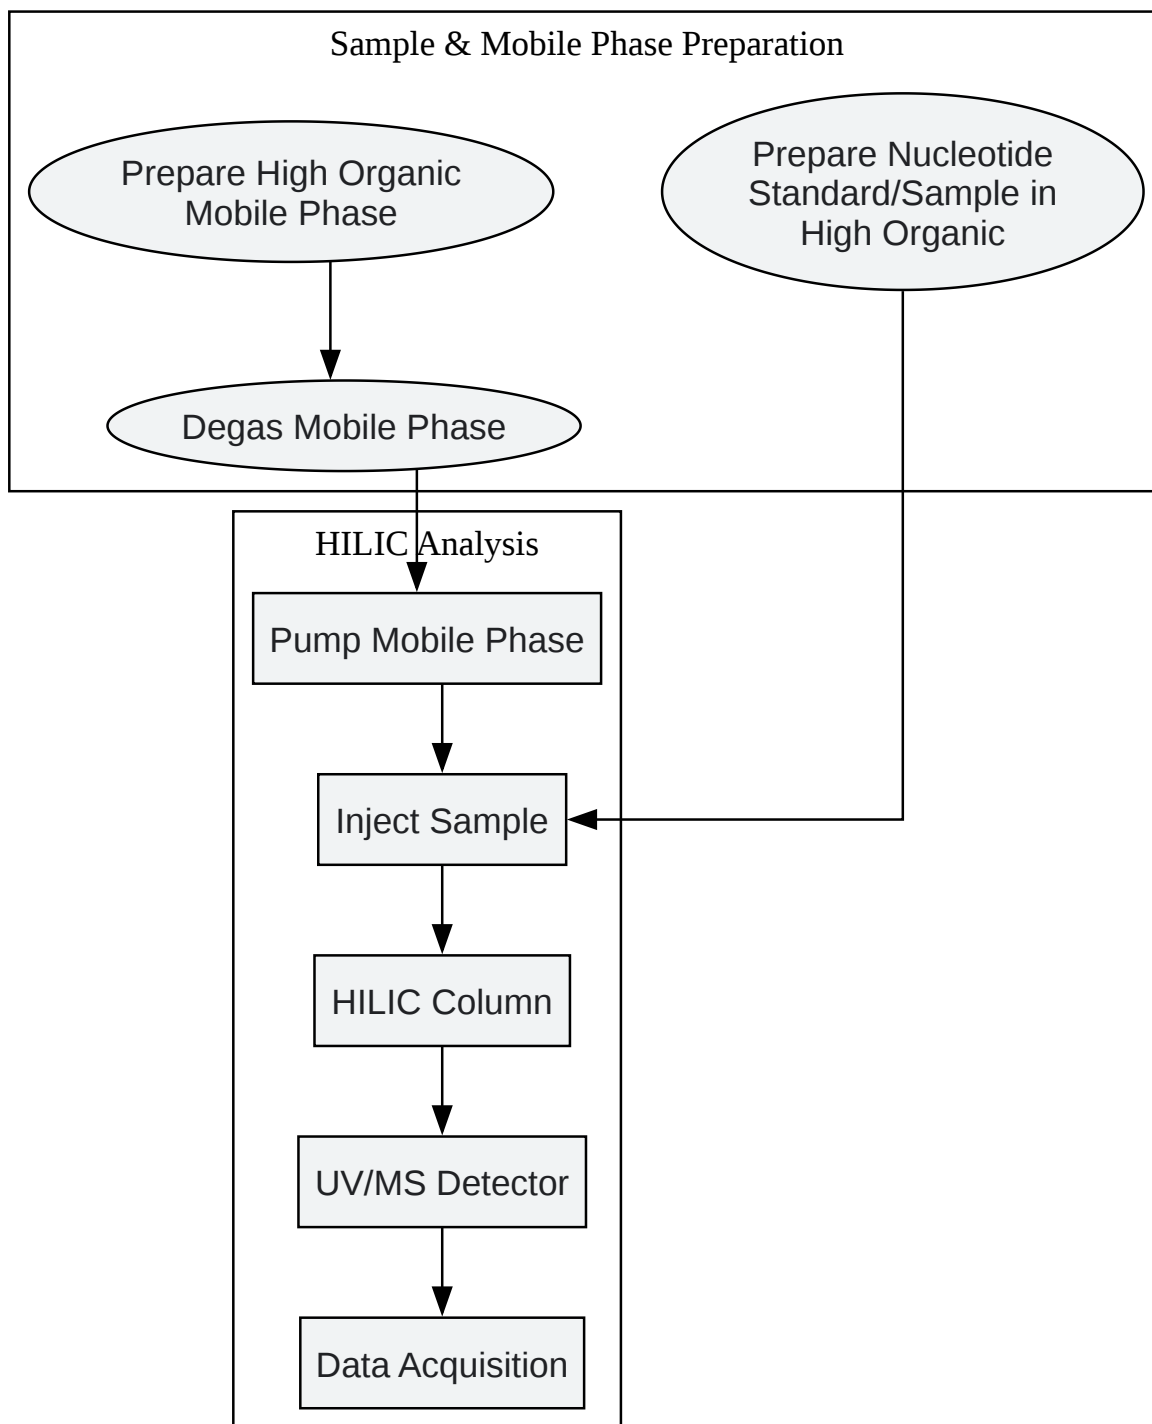 Sample & Mobile Phase Preparation
Prepare High Organic
Mobile Phase
Prepare Nucleotide
Standard/Sample in
High Organic
Degas Mobile Phase
HILIC Analysis
Pump Mobile Phase
Inject Sample
HILIC Column
UV/MS Detector
Data Acquisition